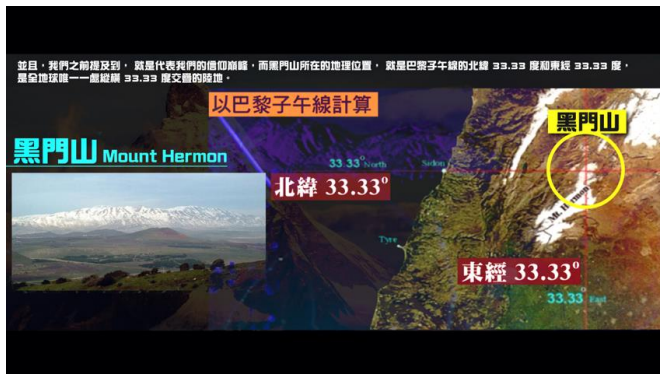 並且，我們之前提及到， 就是代表我們的信仰巔峰，而黑門山所在的地理位置， 就是巴黎子午線的北緯 33.33 度和東經 33.33 度，
是全地球唯一一處縱橫 33.33 度交疊的陸地。
以巴黎子午線計算
黑門山
黑門山 Mount Hermon
33 33° North
Sidon
北緯 33.33°
Mt. Hermon
Tyre
東經 33.33°
33.33° East